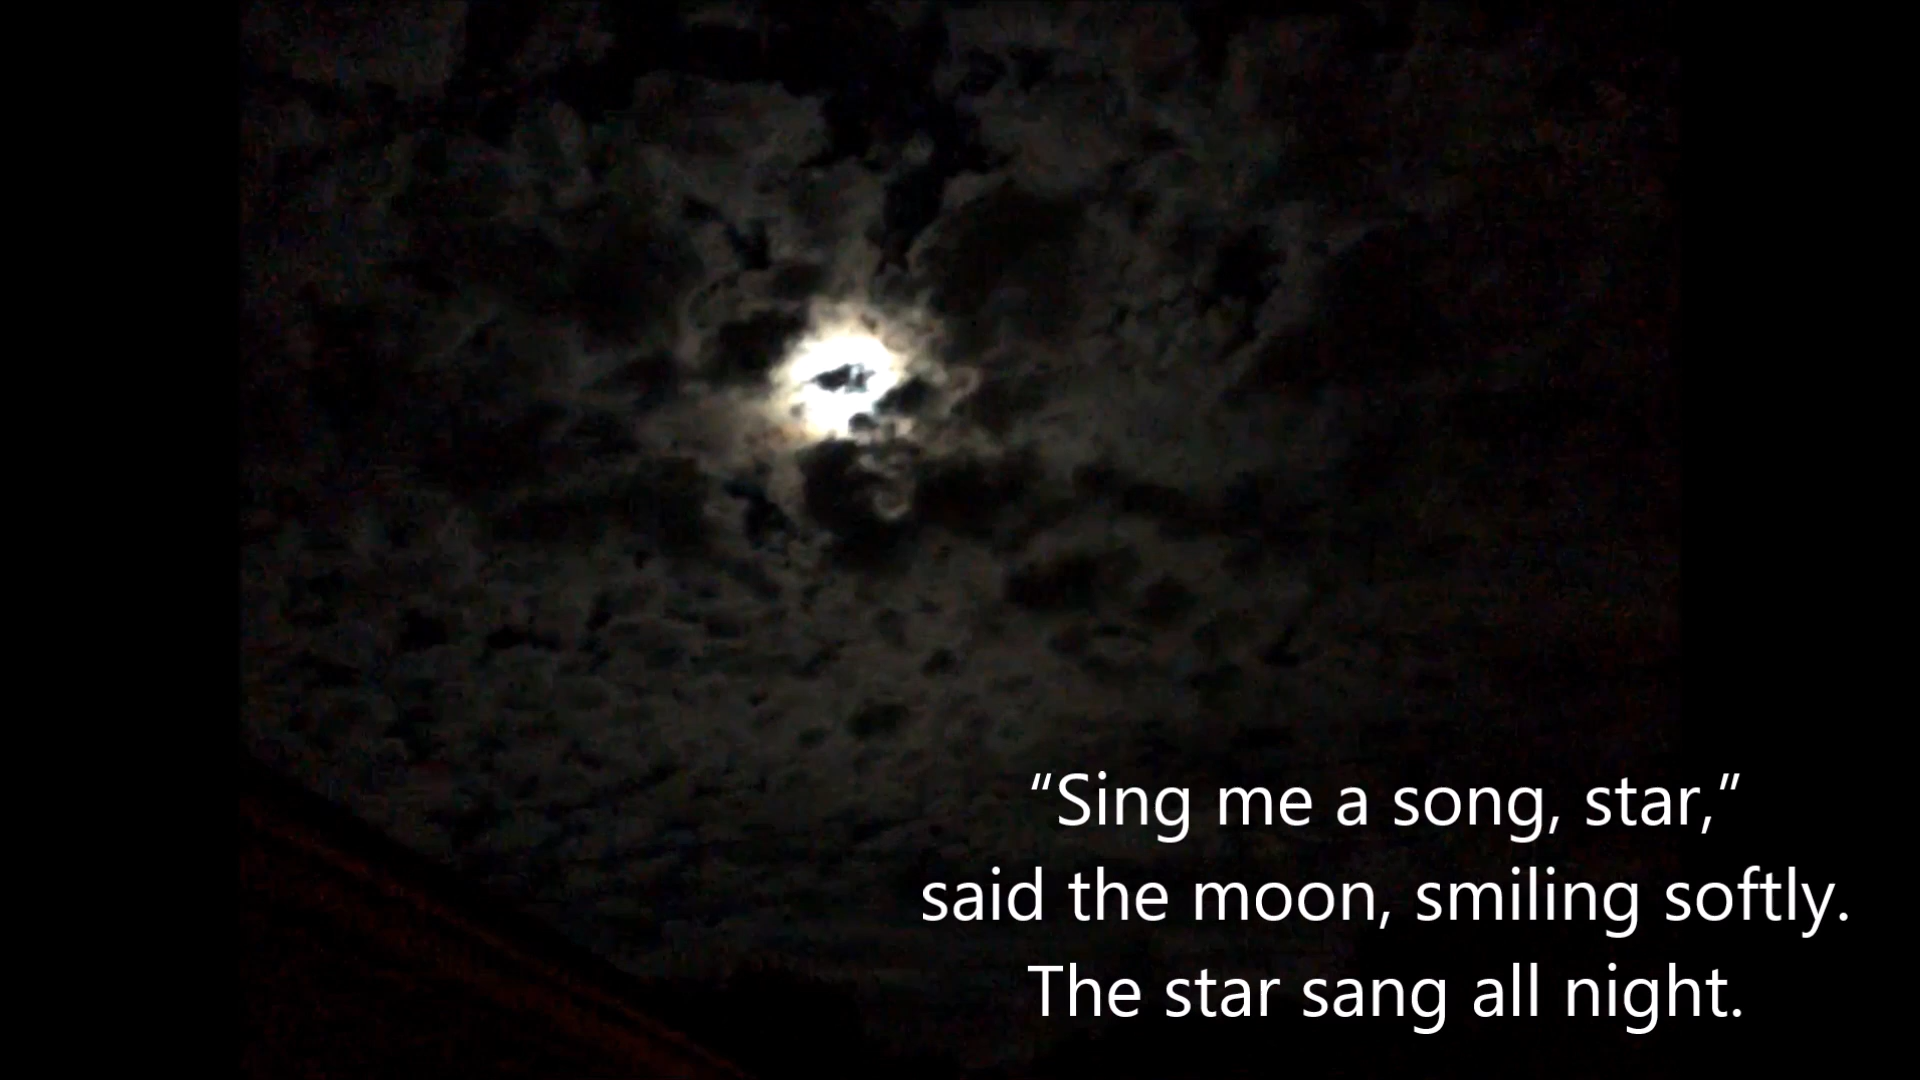 “Sing me a song, star,”
said the moon, smiling softly.
The star sang all night.